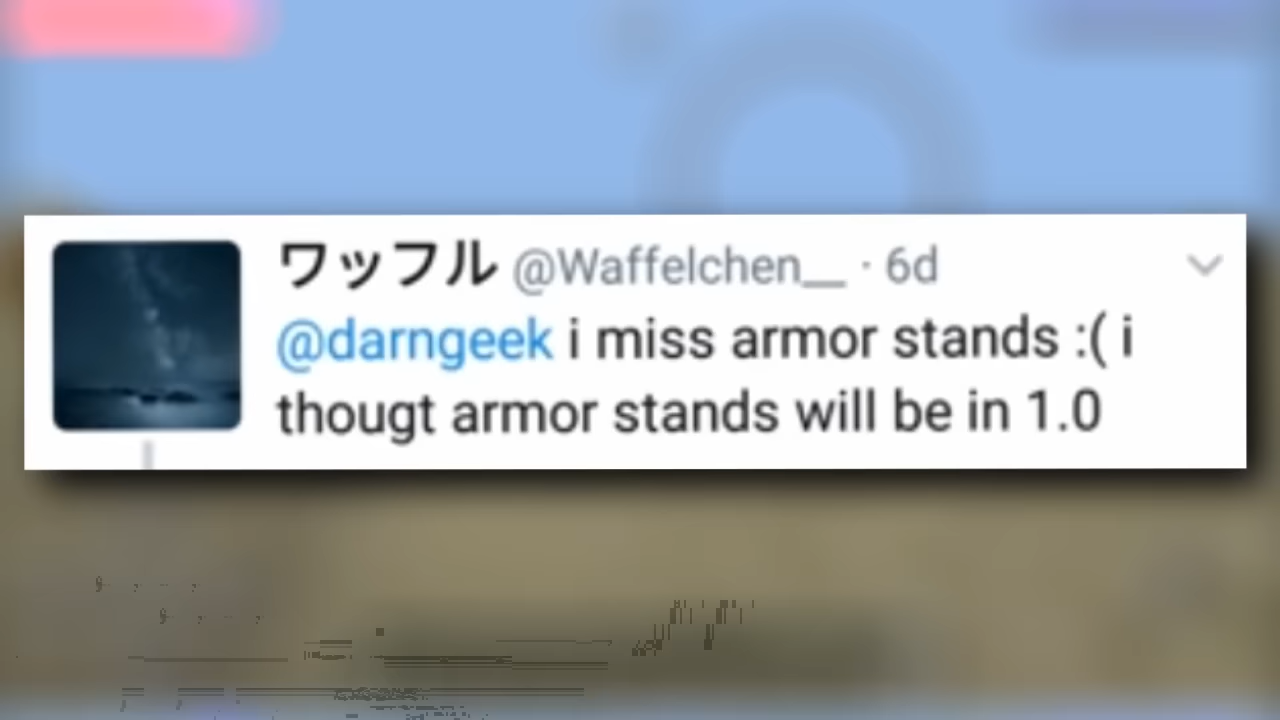 ワッフル @Waffelchen__ · 6d
@darngeek i miss armor stands :( i
thougt armor stands will be in 1.0